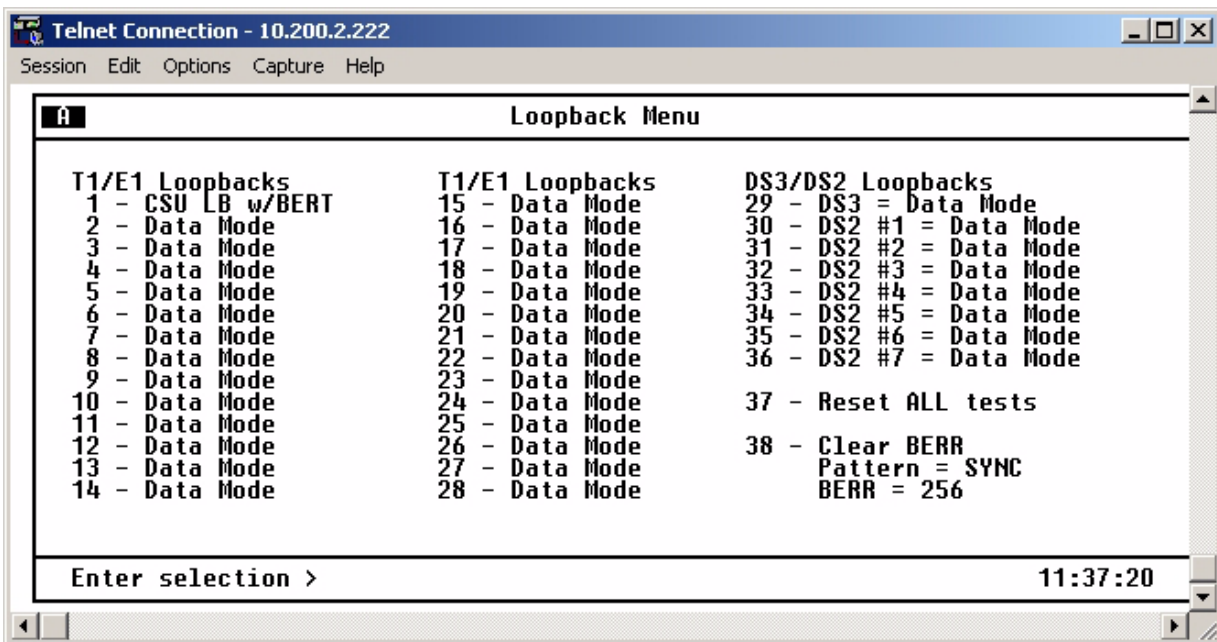 Telnet Connection - 10.200.2.222
Session Edit Options Capture Help
A Loopback Menu
T1/E1 Loopbacks
1 - CSU LB w/BERT
2 - Data Mode
3 - Data Mode
4 - Data Mode
5 - Data Mode
6 - Data Mode
7 - Data Mode
8 - Data Mode
9 - Data Mode
10 - Data Mode
11 - Data Mode
12 - Data Mode
13 - Data Mode
14 - Data Mode
T1/E1 Loopbacks
15 - Data Mode
16 - Data Mode
17 - Data Mode
18 - Data Mode
19 - Data Mode
20 - Data Mode
21 - Data Mode
22 - Data Mode
23 - Data Mode
24 - Data Mode
25 - Data Mode
26 - Data Mode
27 - Data Mode
28 - Data Mode
DS3/DS2 Loopbacks
29 - DS3 = Data Mode
30 - DS2 #1 = Data Mode
31 - DS2 #2 = Data Mode
32 - DS2 #3 = Data Mode
33 - DS2 #4 = Data Mode
34 - DS2 #5 = Data Mode
35 - DS2 #6 = Data Mode
36 - DS2 #7 = Data Mode
37 - Reset ALL tests
38 - Clear BERR
Pattern = SYNC
BERR = 256
Enter selection > 11:37:20